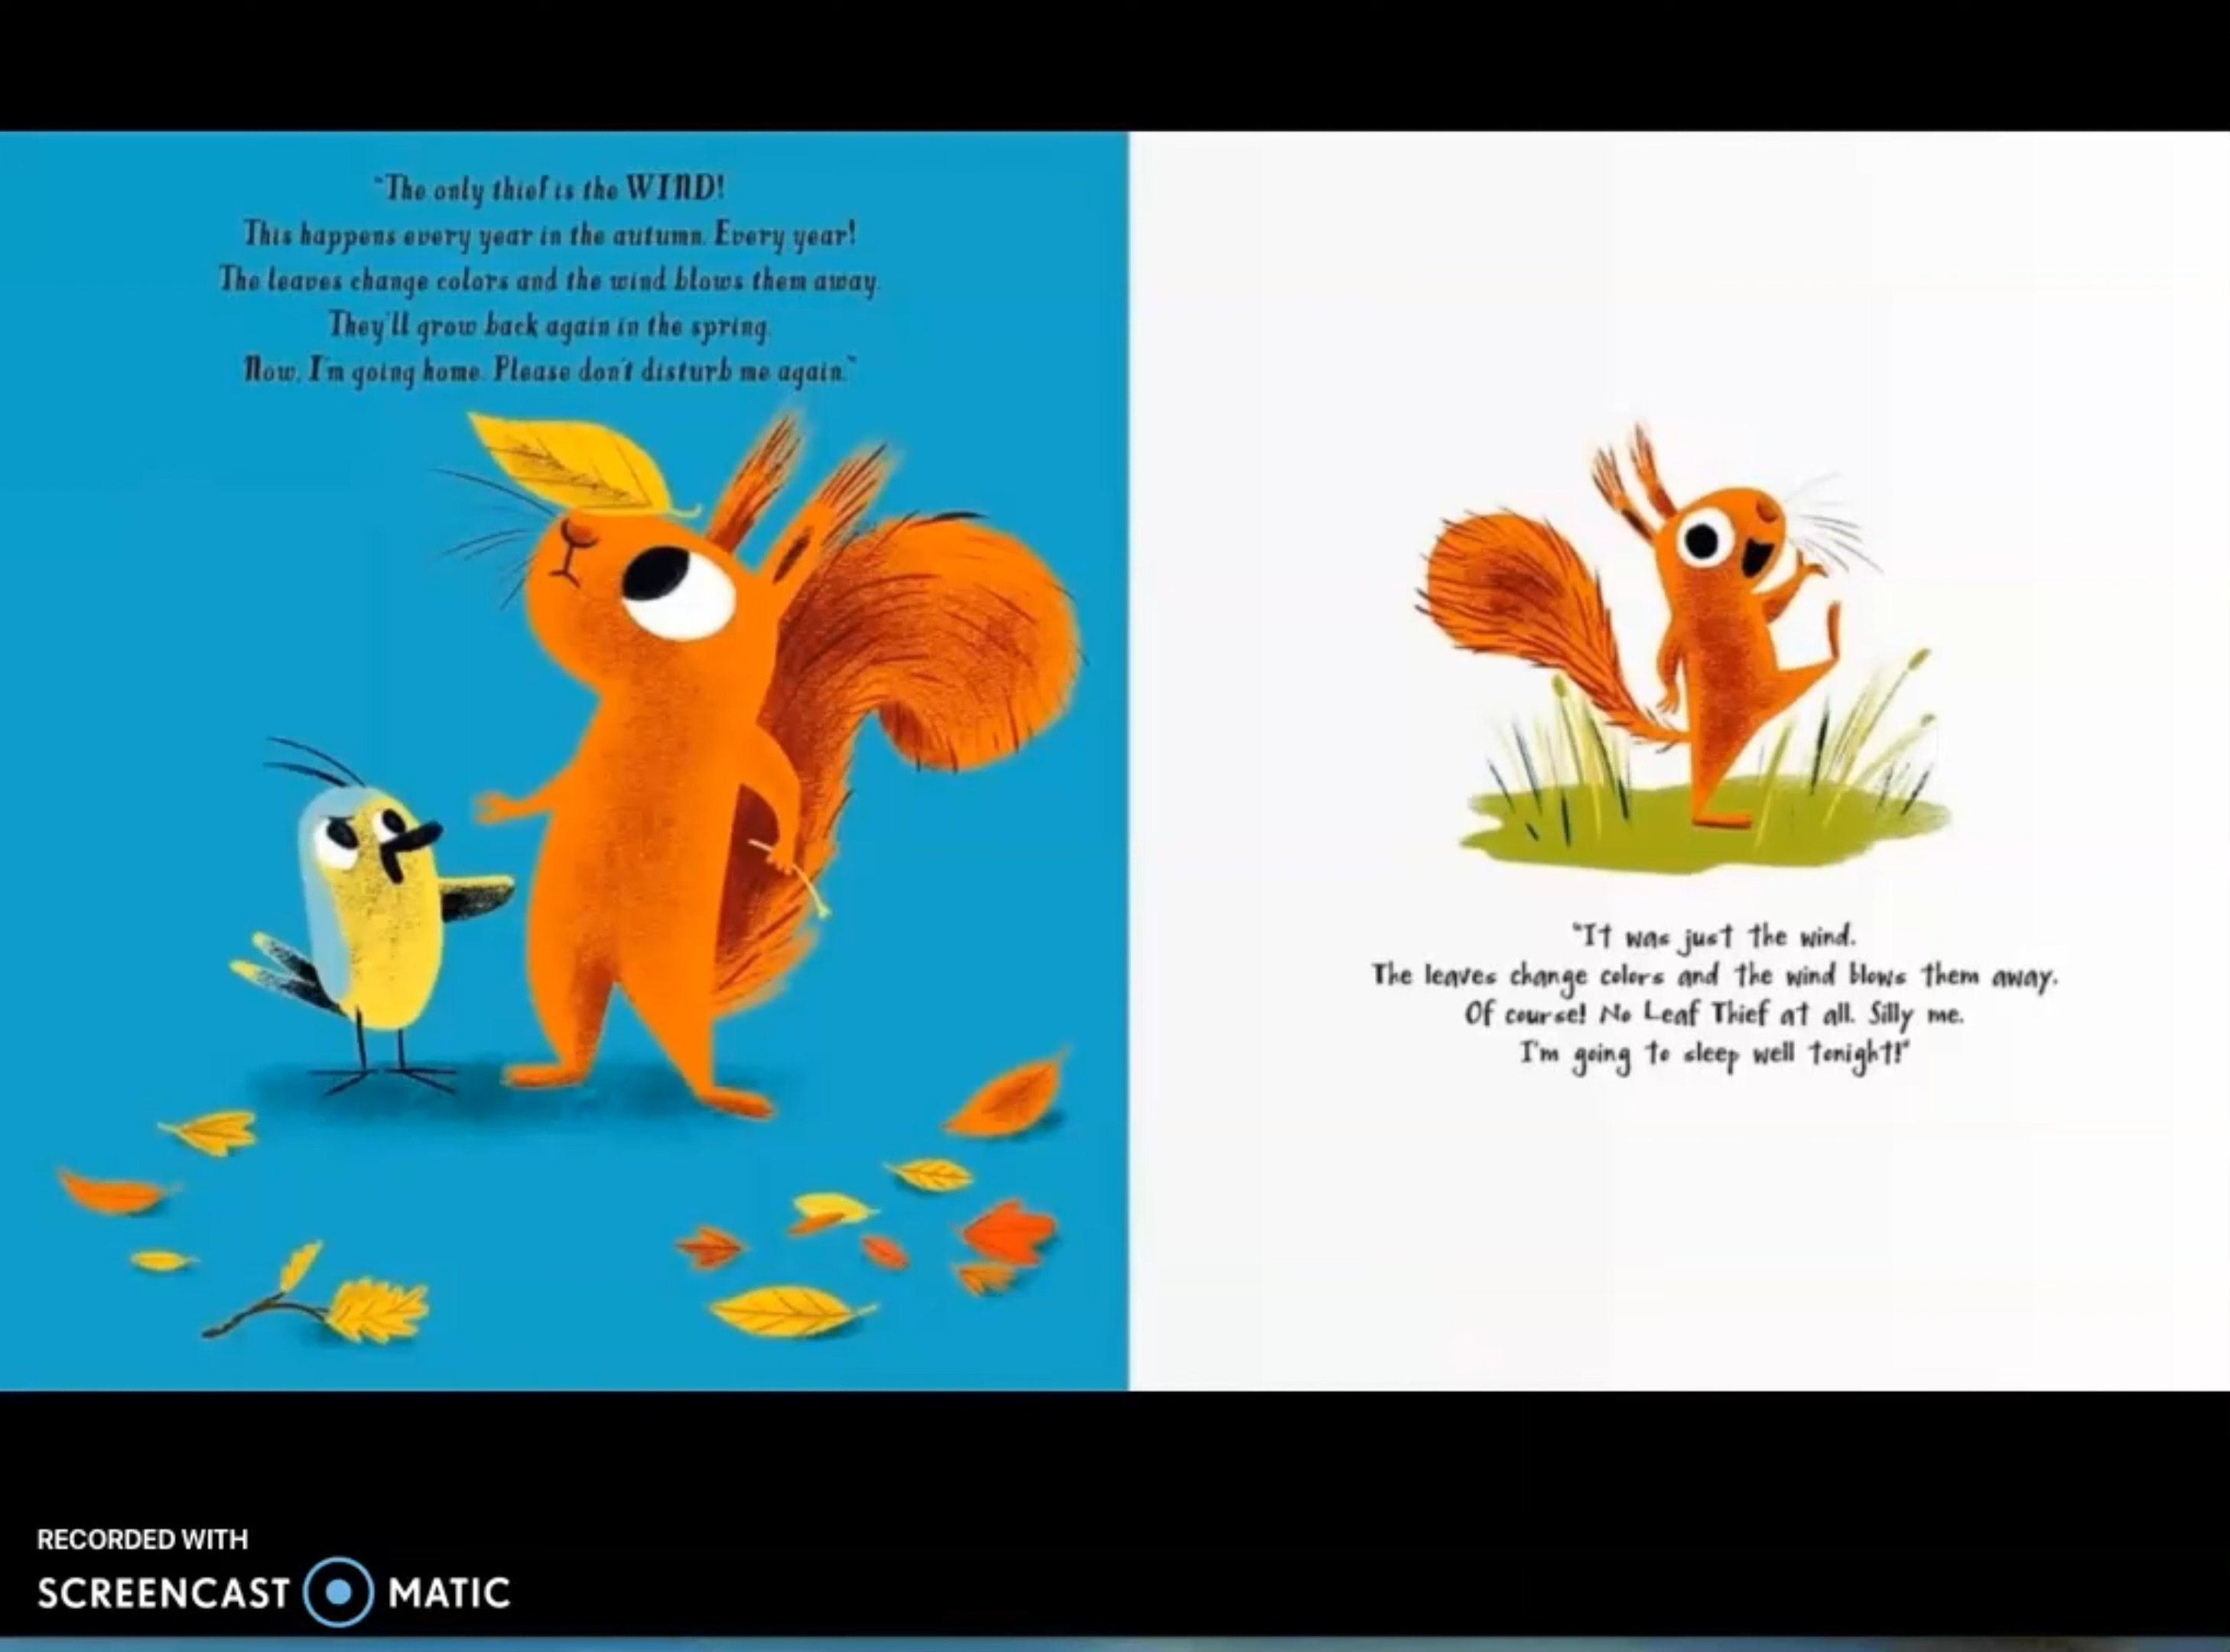 "The only thief is the WIND!
This happens every year in the autumn. Every year!
The leaves change colors and the wind blows them away.
They'll grow back again in the spring.
Now, I'm going home. Please don't disturb me again."
"It was just the wind.
The leaves change colors and the wind blows them away.
Of course! No Leaf Thief at all. Silly me.
I'm going to sleep well tonight!"
RECORDED WITH
SCREENCAST MATIC